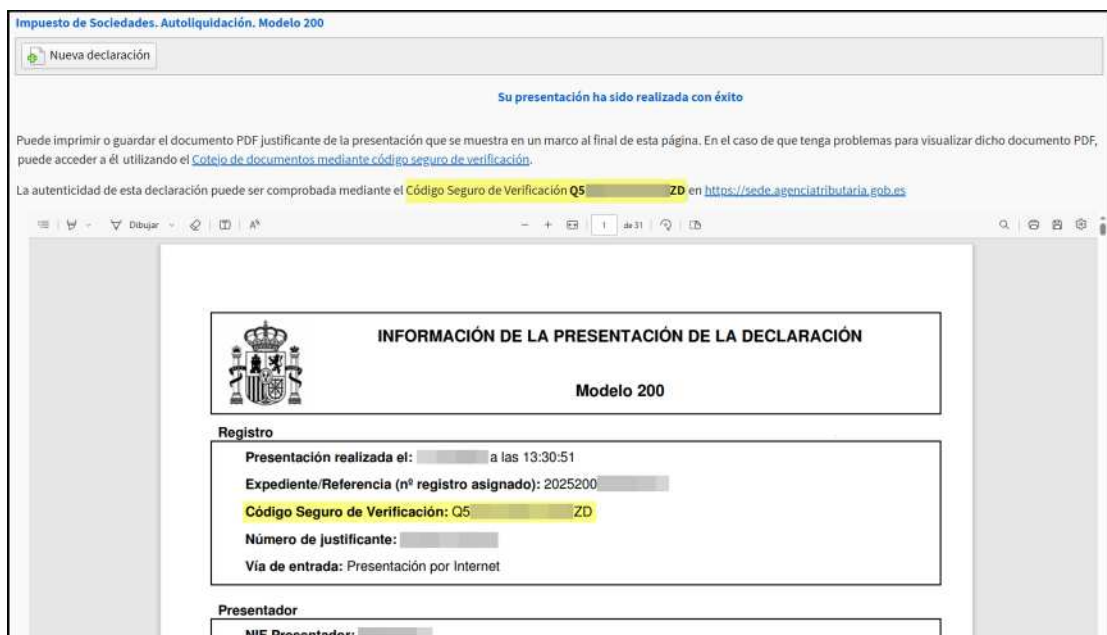 Impuesto de Sociedades. Autoliquidación. Modelo 200
Nueva declaración
Su presentación ha sido realizada con éxito
Puede imprimir o guardar el documento PDF justificante de la presentación que se muestra en un marco al final de esta página. En el caso de que tenga problemas para visualizar dicho documento PDF,
puede acceder a él utilizando el Cotejo de documentos mediante código seguro de verificación.
La autenticidad de esta declaración puede ser comprobada mediante el Código Seguro de Verificación Q5 ZD en https://sede.agenciatributaria.gob.es
Dibujar 1 de 31
INFORMACIÓN DE LA PRESENTACIÓN DE LA DECLARACIÓN
Modelo 200
Registro
Presentación realizada el: a las 13:30:51
Expediente/Referencia (nº registro asignado): 2025200
Código Seguro de Verificación: Q5 ZD
Número de justificante:
Vía de entrada: Presentación por Internet
Presentador
NIF Presentador: